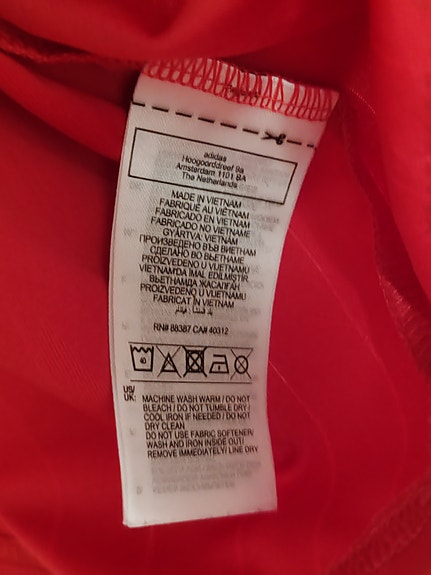 adidas
Hoogoorddreef 9a
Amsterdam 1101 BA
The Netherlands
MADE IN VIETNAM
FABRIQUÉ AU VIÊTNAM
FABRICADO EN VIETNAM
FABRICADO NO VIETNAME
GYÁRTVA: VIETNAM
ПРОИЗВЕДЕНО ВЪВ ВИЕТНАМ
СДЕЛАНО ВО ВЬЕТНАМЕ
PROIZVEDENO U VIJETNAMU
VIETNAM'DA İMAL EDİLMİŞTİR
ВЬЕТНАМДА ЖАСАЛҒАН
PROIZVEDENO U VIJETNAMU
FABRICAT ÎN VIETNAM
RN# 88387 CA# 40312
40
US/
UK:
MACHINE WASH WARM / DO NOT
BLEACH / DO NOT TUMBLE DRY /
COOL IRON IF NEEDED / DO NOT
DRY CLEAN
DO NOT USE FABRIC SOFTENER/
WASH AND IRON INSIDE OUT/
REMOVE IMMEDIATELY/ LINE DRY